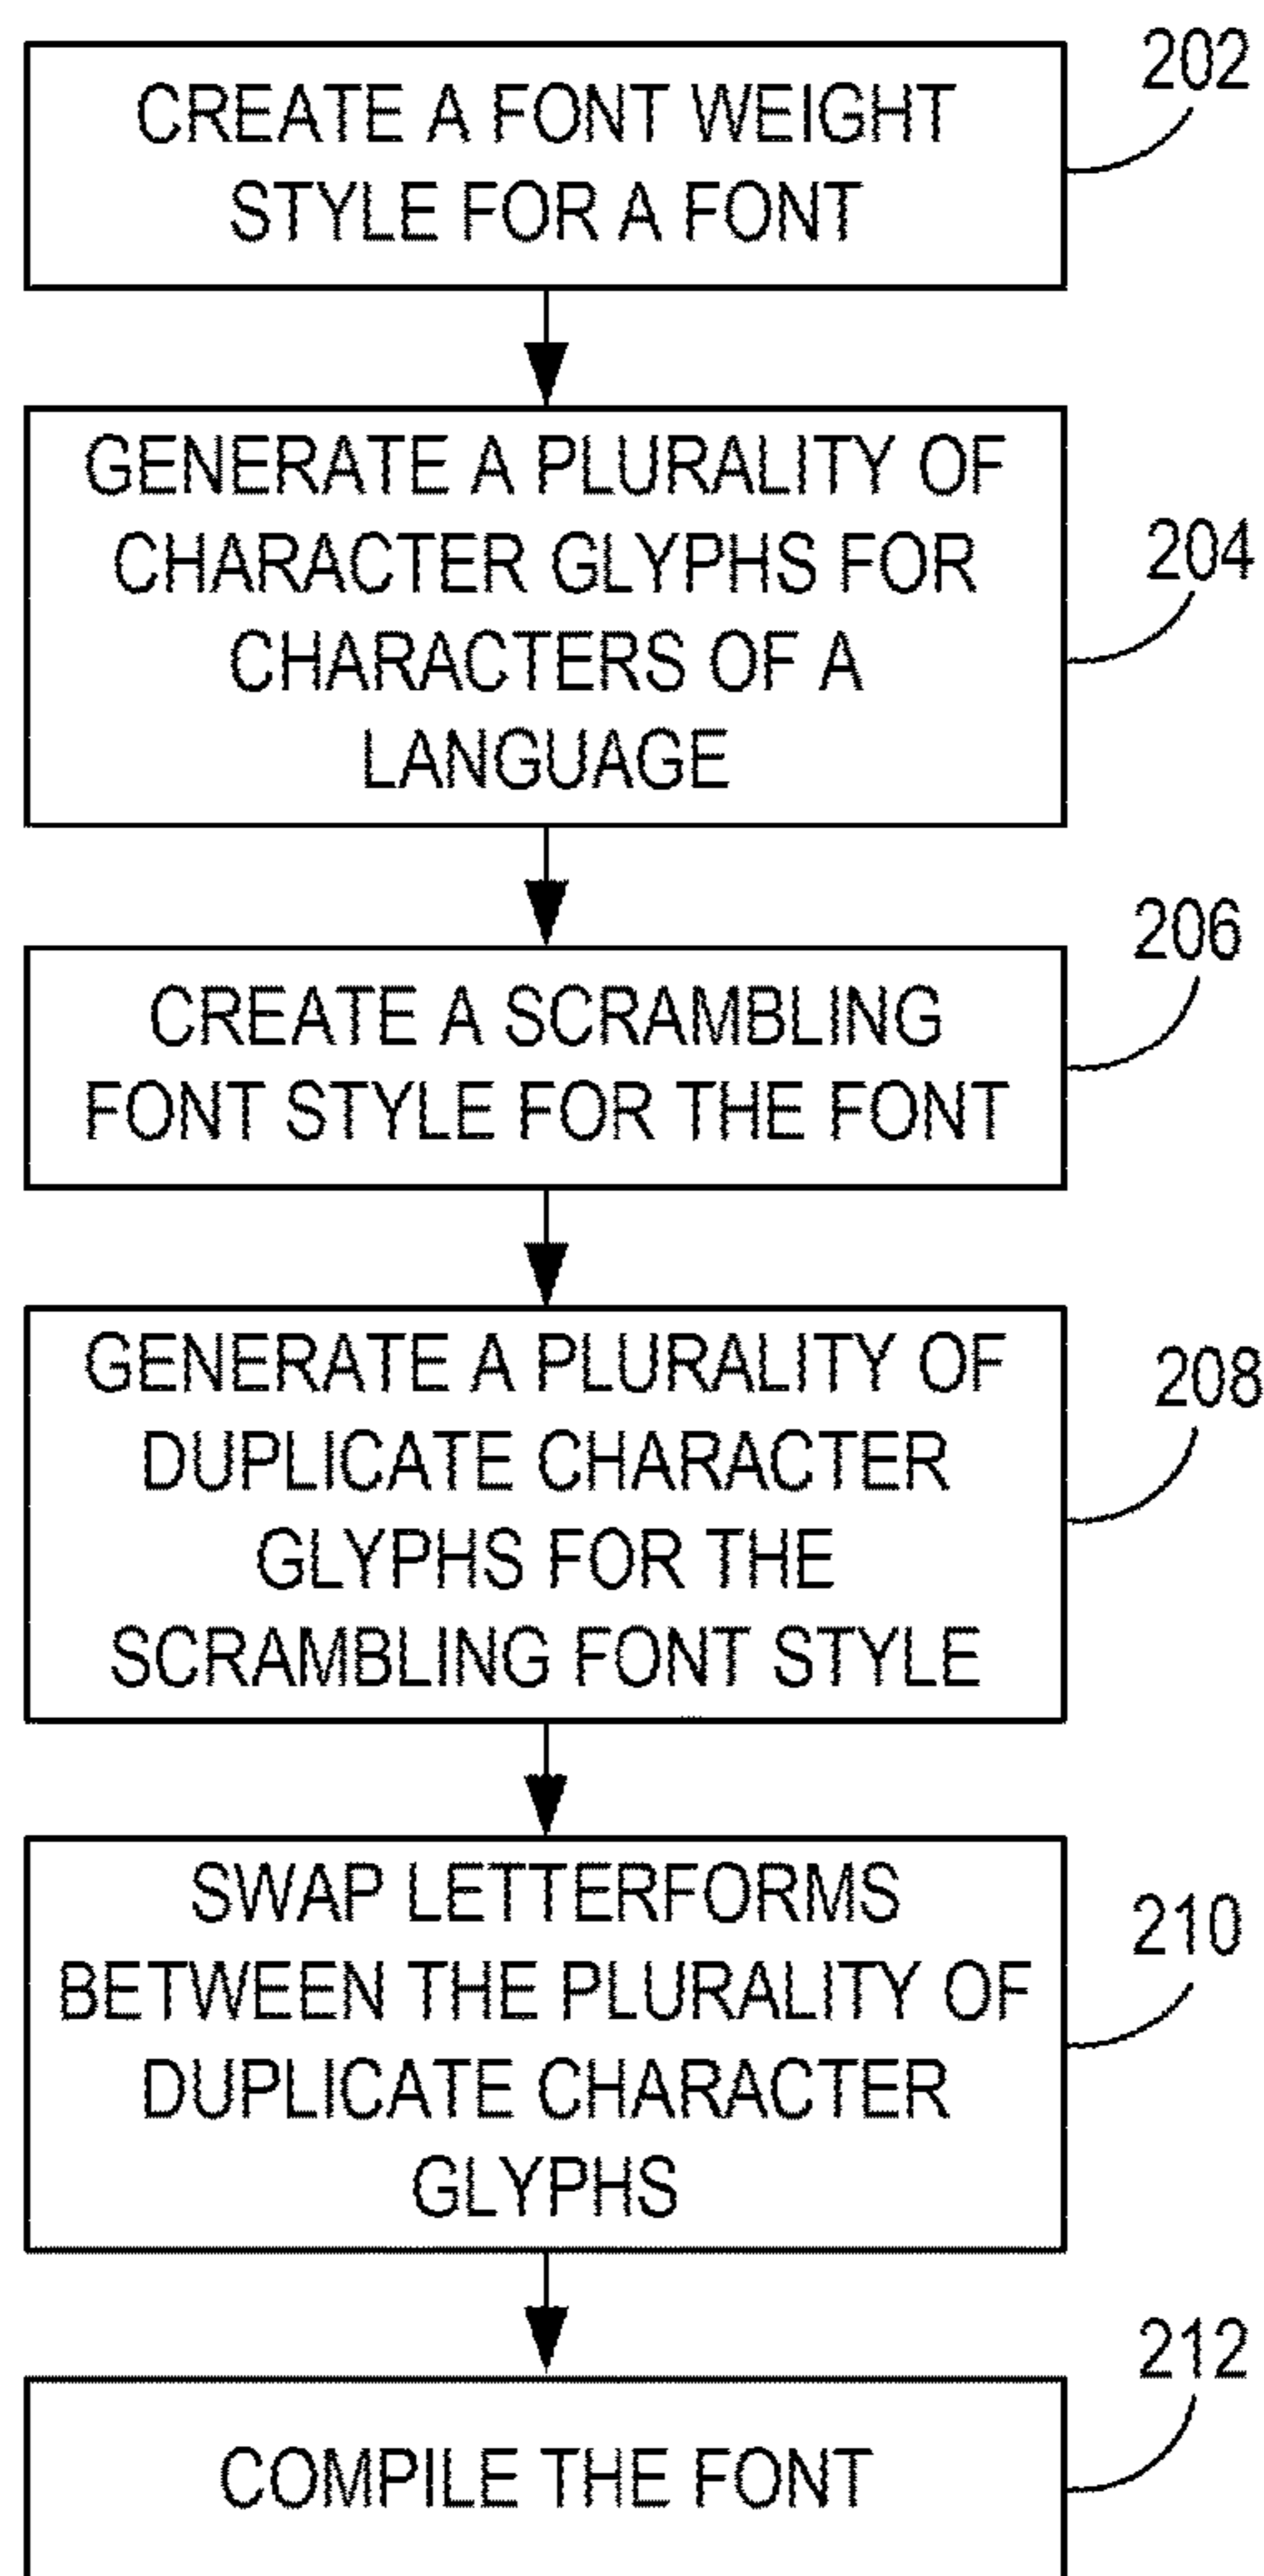 202
CREATE A FONT WEIGHT
STYLE FOR A FONT
GENERATE A PLURALITY OF
CHARACTER GLYPHS FOR
CHARACTERS OF A
LANGUAGE
204
206
CREATE A SCRAMBLING
FONT STYLE FOR THE FONT
GENERATE A PLURALITY OF
DUPLICATE CHARACTER
GLYPHS FOR THE
SCRAMBLING FONT STYLE
208
SWAP LETTERFORMS
BETWEEN THE PLURALITY OF
DUPLICATE CHARACTER
GLYPHS
210
212
COMPILE THE FONT